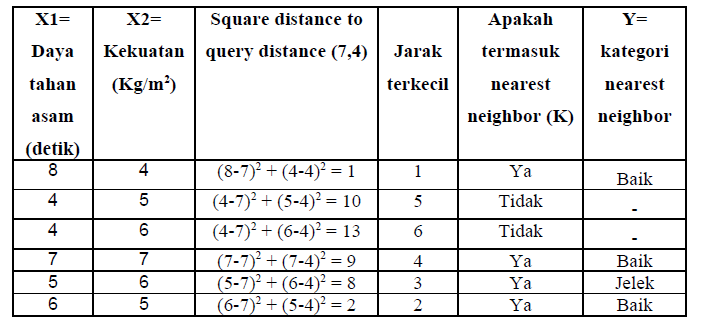 X1= X2= Square distance to Apakah Y=
Daya Kekuatan query distance (7,4) Jarak termasuk kategori
tahan (Kg/m²) terkecil nearest nearest
asam neighbor (K) neighbor
(detik)
8 4 (8-7)² + (4-4)² = 1 1 Ya Baik
4 5 (4-7)² + (5-4)² = 10 5 Tidak -
4 6 (4-7)² + (6-4)² = 13 6 Tidak -
7 7 (7-7)² + (7-4)² = 9 4 Ya Baik
5 6 (5-7)² + (6-4)² = 8 3 Ya Jelek
6 5 (6-7)² + (5-4)² = 2 2 Ya Baik